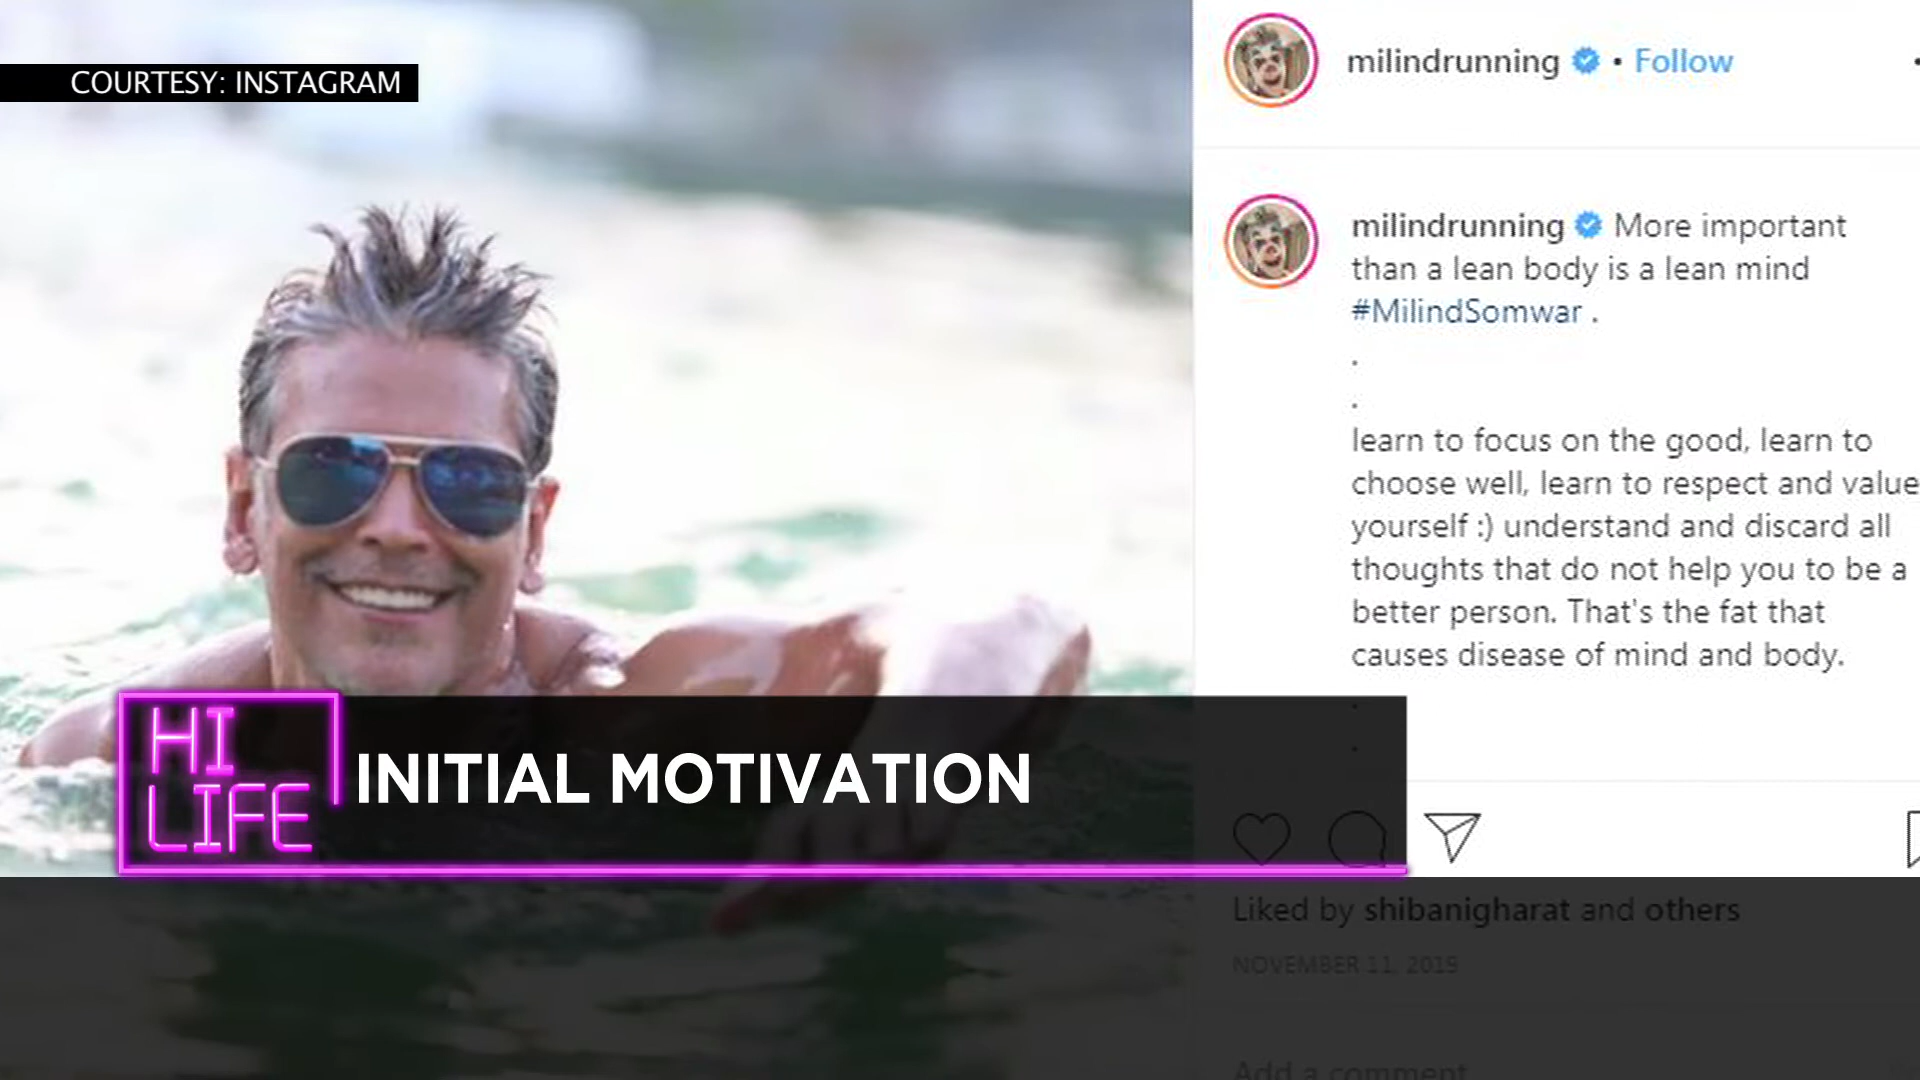 COURTESY: INSTAGRAM
milindrunning • Follow
milindrunning More important
than a lean body is a lean mind
#MilindSomwar .
.
.
learn to focus on the good, learn to
choose well, learn to respect and value
yourself :) understand and discard all
thoughts that do not help you to be a
better person. That's the fat that
causes disease of mind and body.
.
.
HI
LIFE
INITIAL MOTIVATION
Liked by shibanigharat and others
NOVEMBER 11, 2019
Add a comment